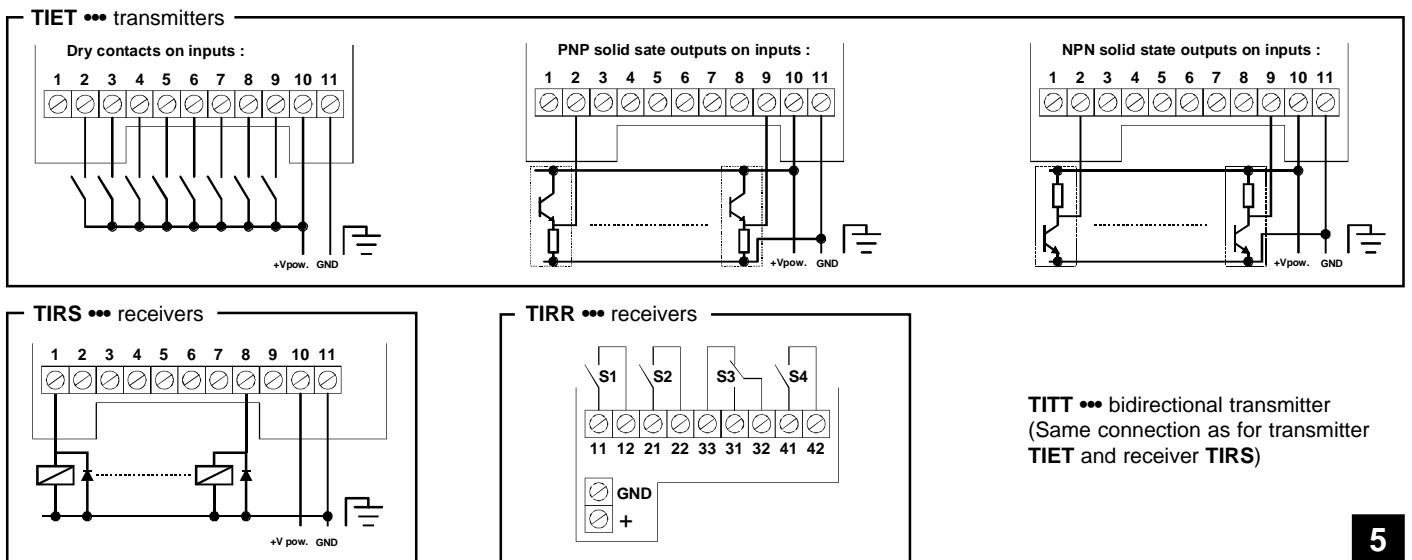 TIET ••• transmitters
Dry contacts on inputs :
1 2 3 4 5 6 7 8 9 10 11
+Vpow. GND
PNP solid sate outputs on inputs :
1 2 3 4 5 6 7 8 9 10 11
+Vpow. GND
NPN solid state outputs on inputs :
1 2 3 4 5 6 7 8 9 10 11
+Vpow. GND
TIRS ••• receivers
1 2 3 4 5 6 7 8 9 10 11
+V pow. GND
TIRR ••• receivers
S1 S2 S3 S4
11 12 21 22 33 31 32 41 42
GND
+
TITT ••• bidirectional transmitter
(Same connection as for transmitter
TIET and receiver TIRS)
5